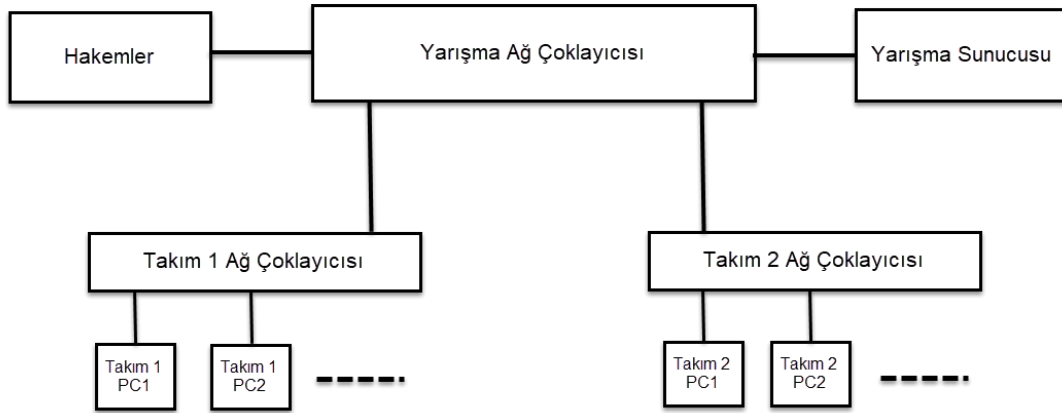 Hakemler
Yarışma Ağ Çoklayıcısı
Yarışma Sunucusu
Takım 1 Ağ Çoklayıcısı
Takım 2 Ağ Çoklayıcısı
Takım 1
PC1
Takım 1
PC2
Takım 2
PC1
Takım 2
PC2